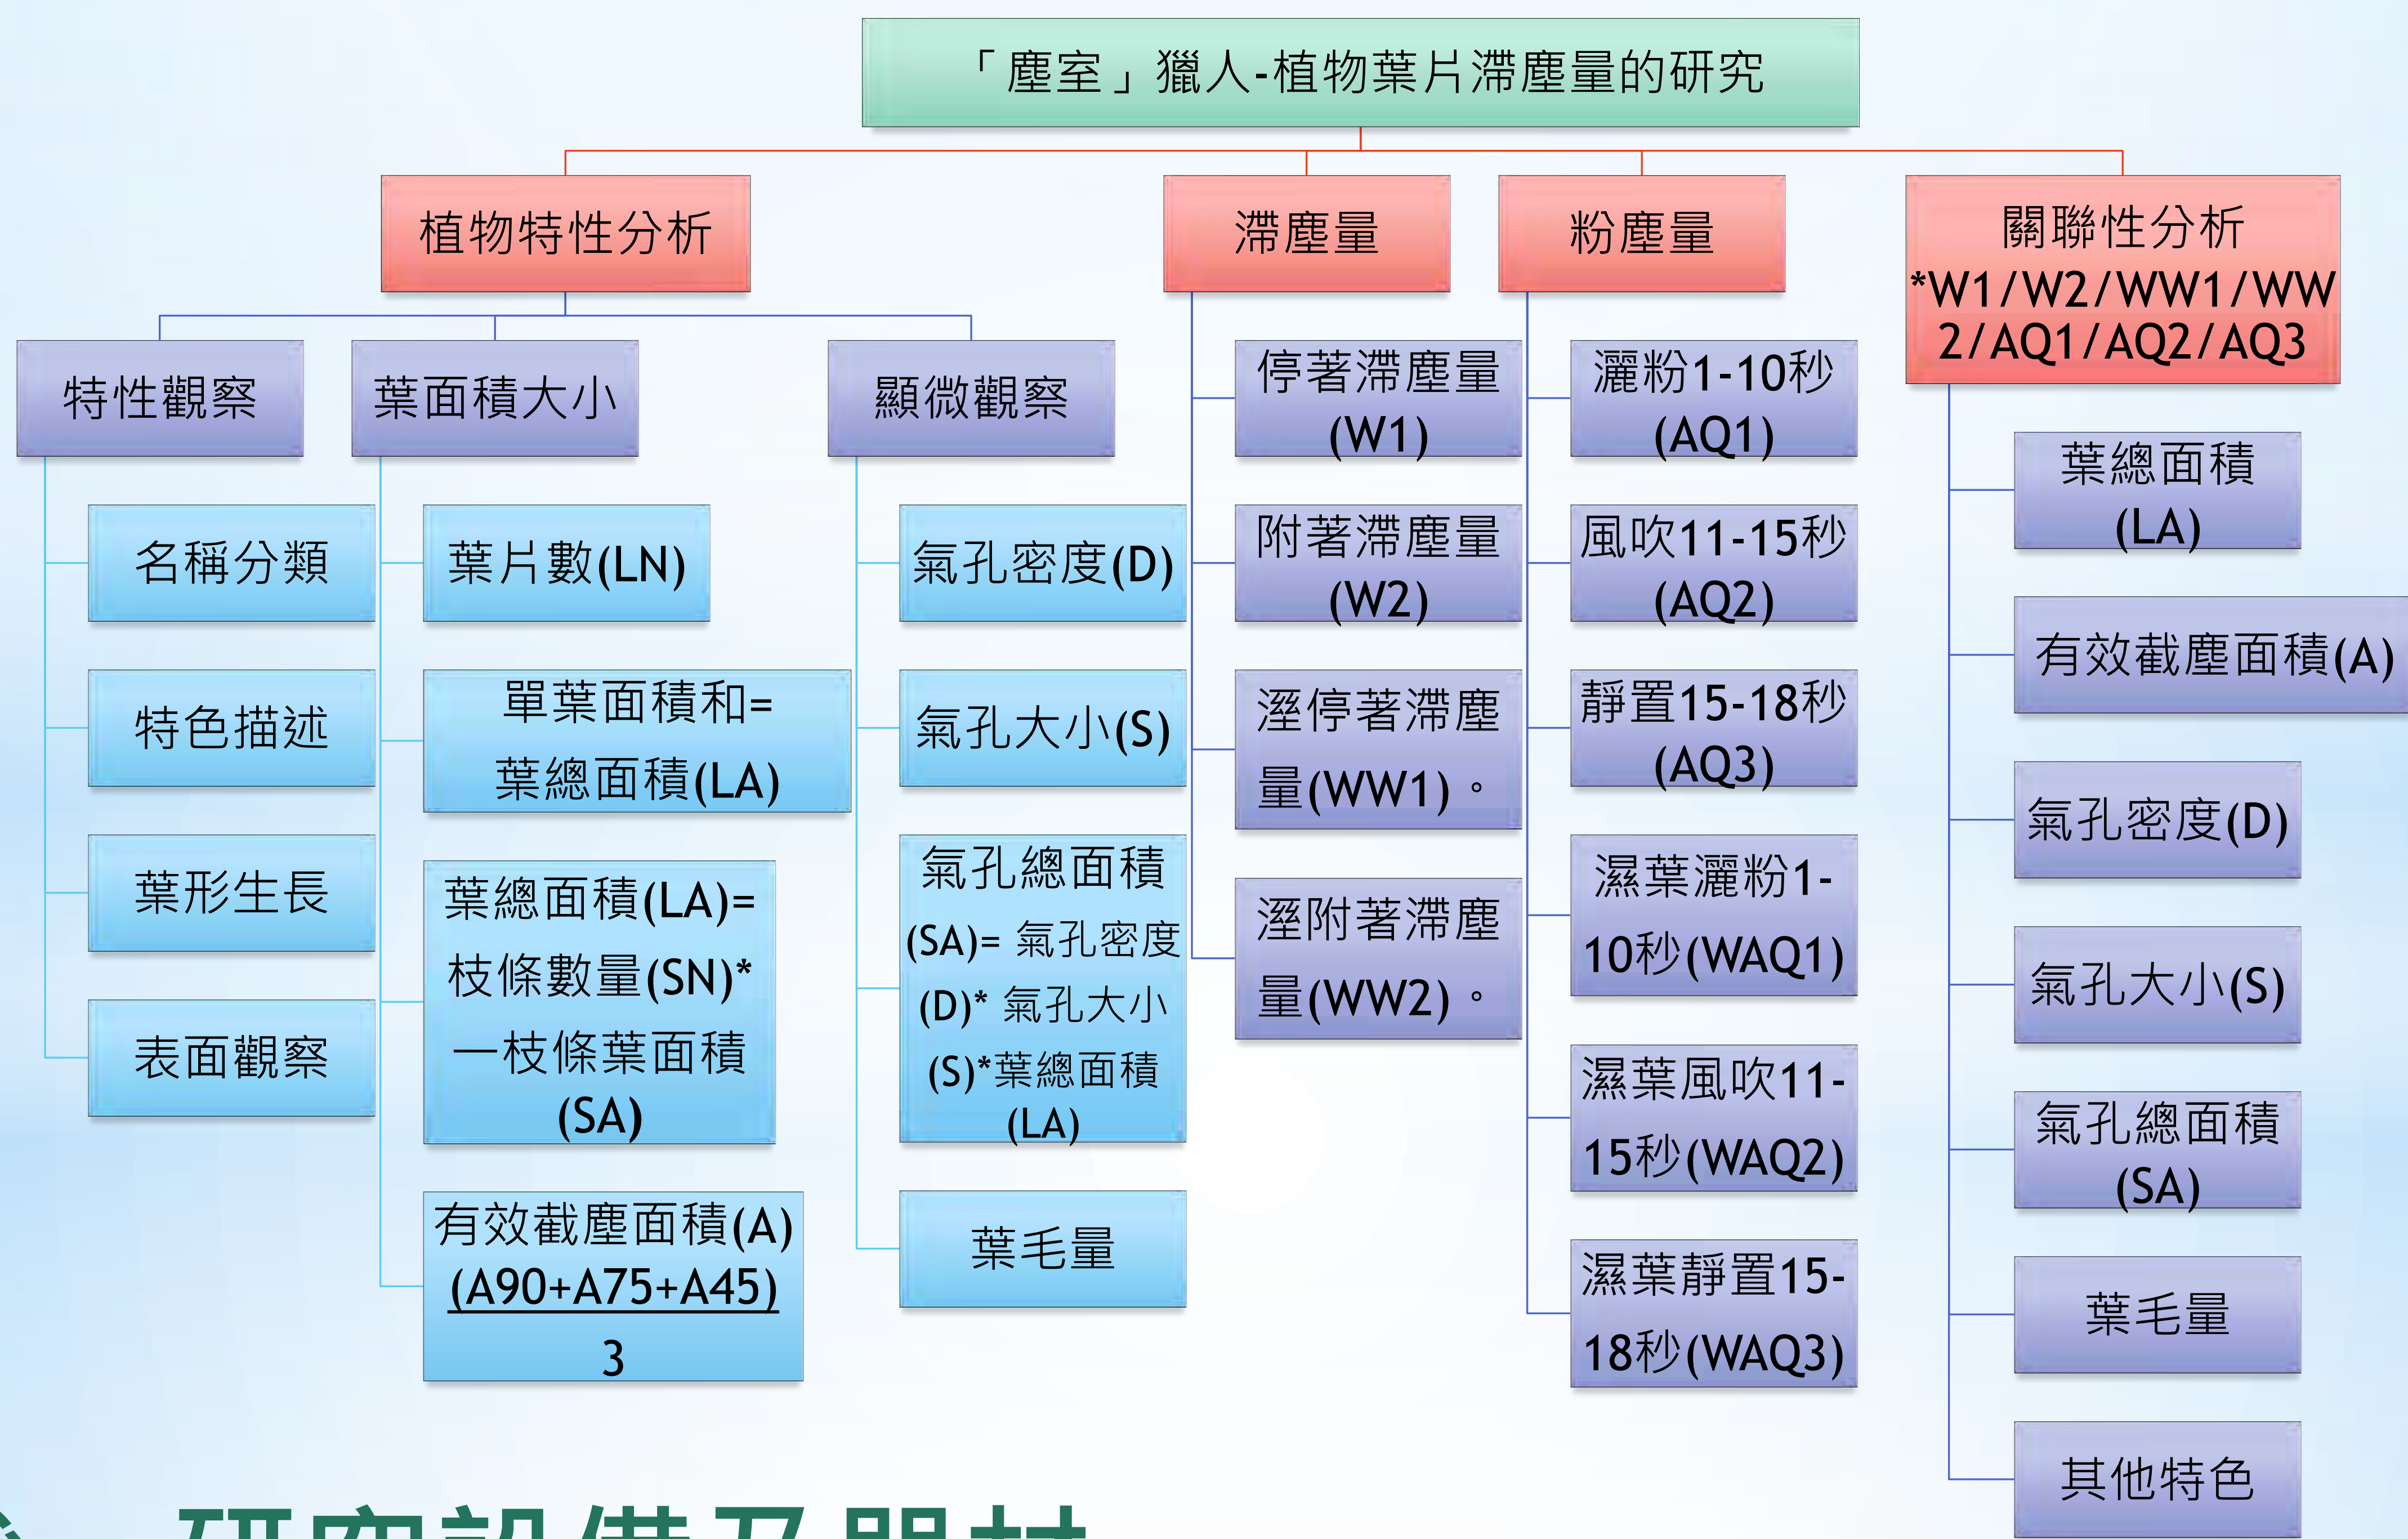 「塵室」獵人-植物葉片滯塵量的研究
植物特性分析
特性觀察
名稱分類
特色描述
葉形生長
表面觀察
葉面積大小
葉片數(LN)
單葉面積和=
葉總面積(LA)
葉總面積(LA)=
枝條數量(SN)*
一枝條葉面積
(SA)
有效截塵面積(A)
(A90+A75+A45)
3
顯微觀察
氣孔密度(D)
氣孔大小(S)
氣孔總面積
(SA)= 氣孔密度
(D)* 氣孔大小
(S)*葉總面積
(LA)
葉毛量
滯塵量
停著滯塵量
(W1)
附著滯塵量
(W2)
溼停著滯塵
量(WW1)。
溼附著滯塵
量(WW2)。
粉塵量
灑粉1-10秒
(AQ1)
風吹11-15秒
(AQ2)
靜置15-18秒
(AQ3)
濕葉灑粉1-
10秒(WAQ1)
濕葉風吹11-
15秒(WAQ2)
濕葉靜置15-
18秒(WAQ3)
關聯性分析
*W1/W2/WW1/WW
2/AQ1/AQ2/AQ3
葉總面積
(LA)
有效截塵面積(A)
氣孔密度(D)
氣孔大小(S)
氣孔總面積
(SA)
葉毛量
其他特色
研究設備及器材